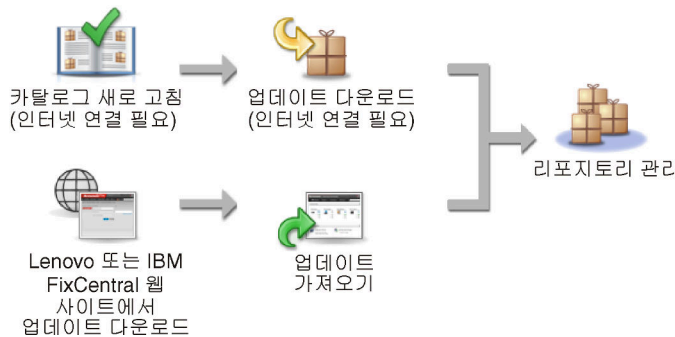 카탈로그 새로 고침
(인터넷 연결 필요)
업데이트 다운로드
(인터넷 연결 필요)
리포지토리 관리
Lenovo 또는 IBM
FixCentral 웹
사이트에서
업데이트 다운로드
업데이트
가져오기